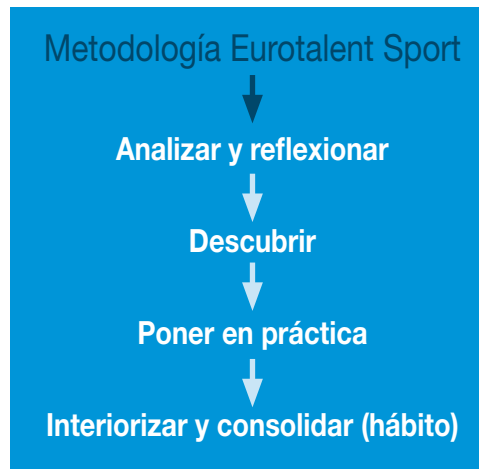 Metodología Eurotalent Sport
Analizar y reflexionar
Descubrir
Poner en práctica
Interiorizar y consolidar (hábito)